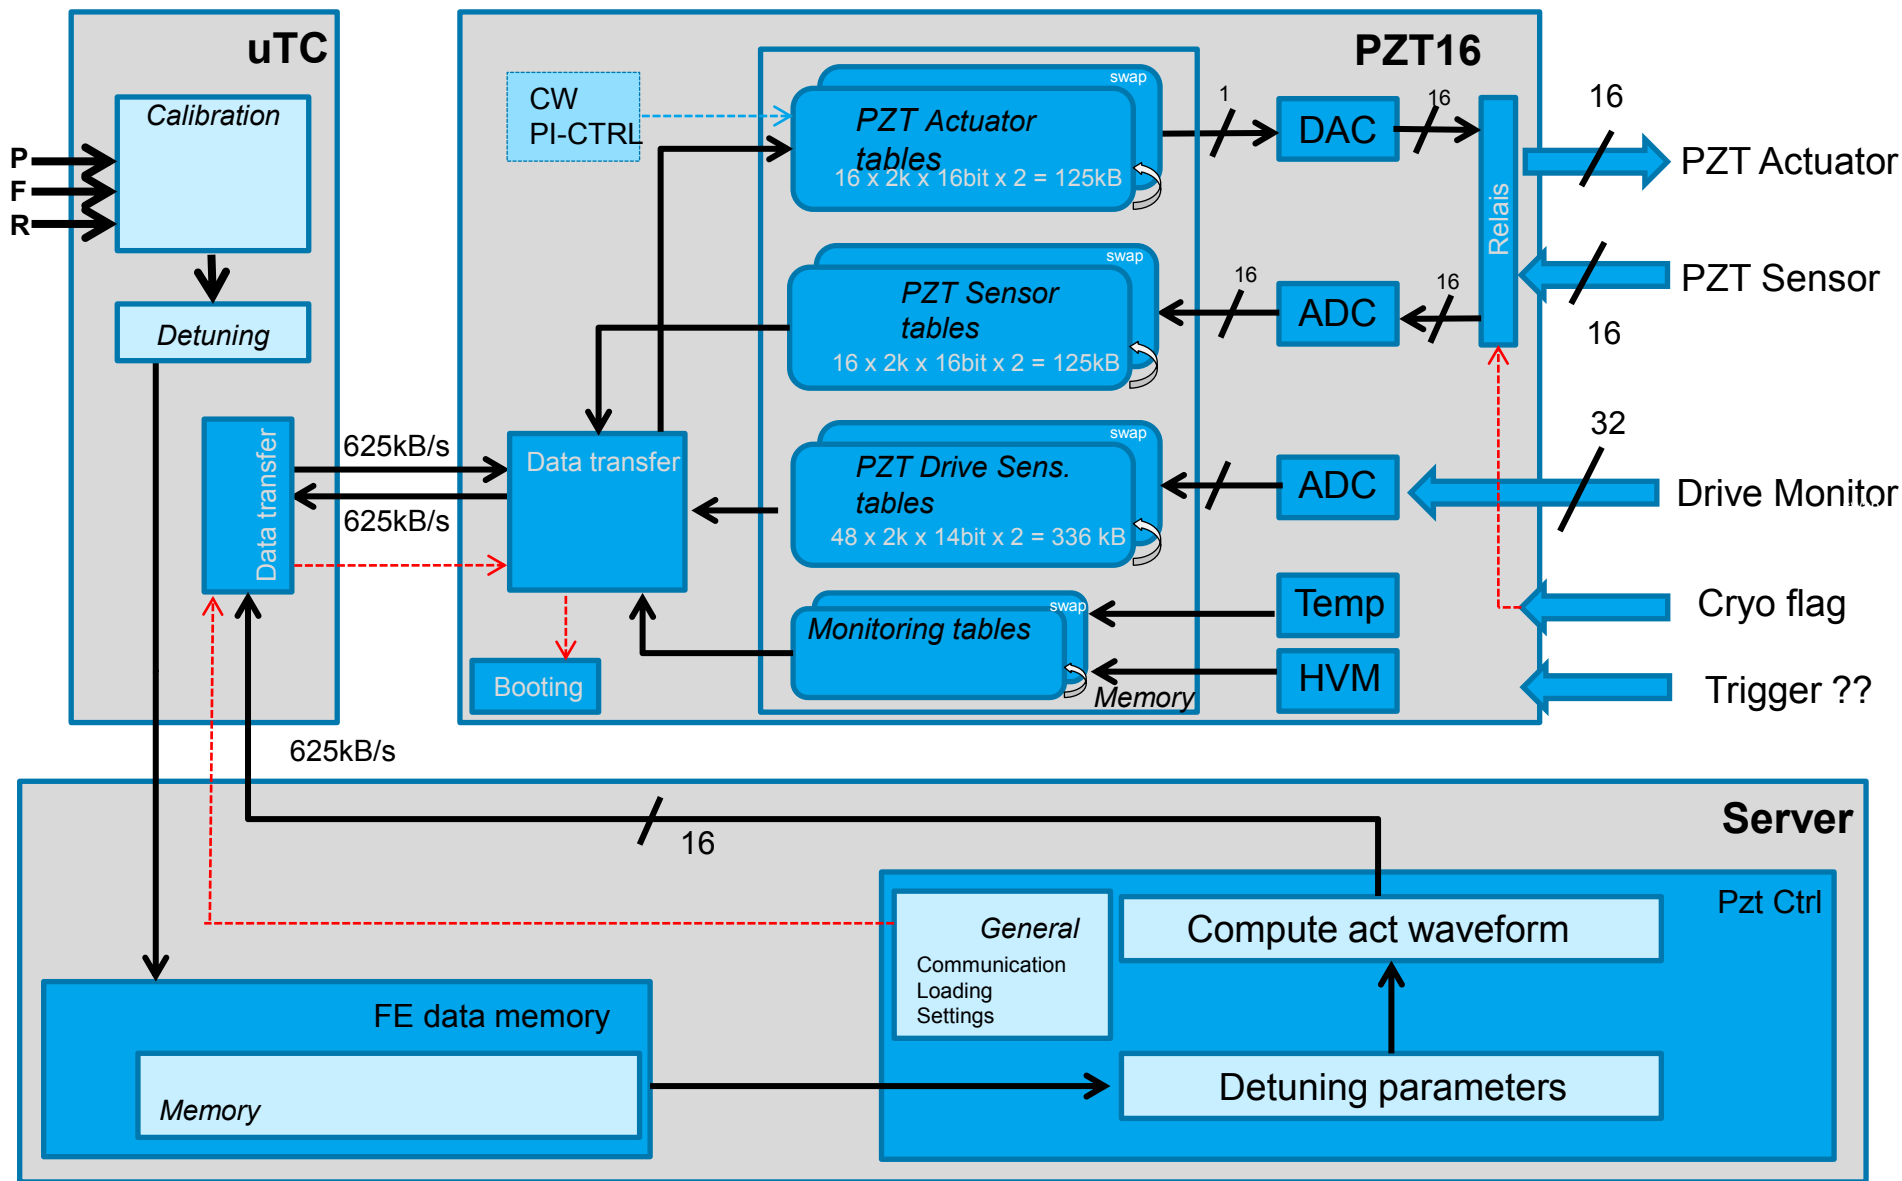 uTC
Calibration
P
F
R
Detuning
Data transfer
625kB/s
625kB/s
625kB/s
PZT16
CW
PI-CTRL
swap
PZT Actuator
tables
16 x 2k x 16bit x 2 = 125kB
1
DAC
16
Relais
16
PZT Actuator
swap
PZT Sensor
tables
16 x 2k x 16bit x 2 = 125kB
16
ADC
16
PZT Sensor
16
Data transfer
swap
PZT Drive Sens.
tables
48 x 2k x 14bit x 2 = 336 kB
ADC
32
Drive Monitor
swap
Monitoring tables
Temp
HVM
Memory
Booting
Cryo flag
Trigger ??
Server
16
Pzt Ctrl
General
Communication
Loading
Settings
Compute act waveform
Detuning parameters
FE data memory
Memory